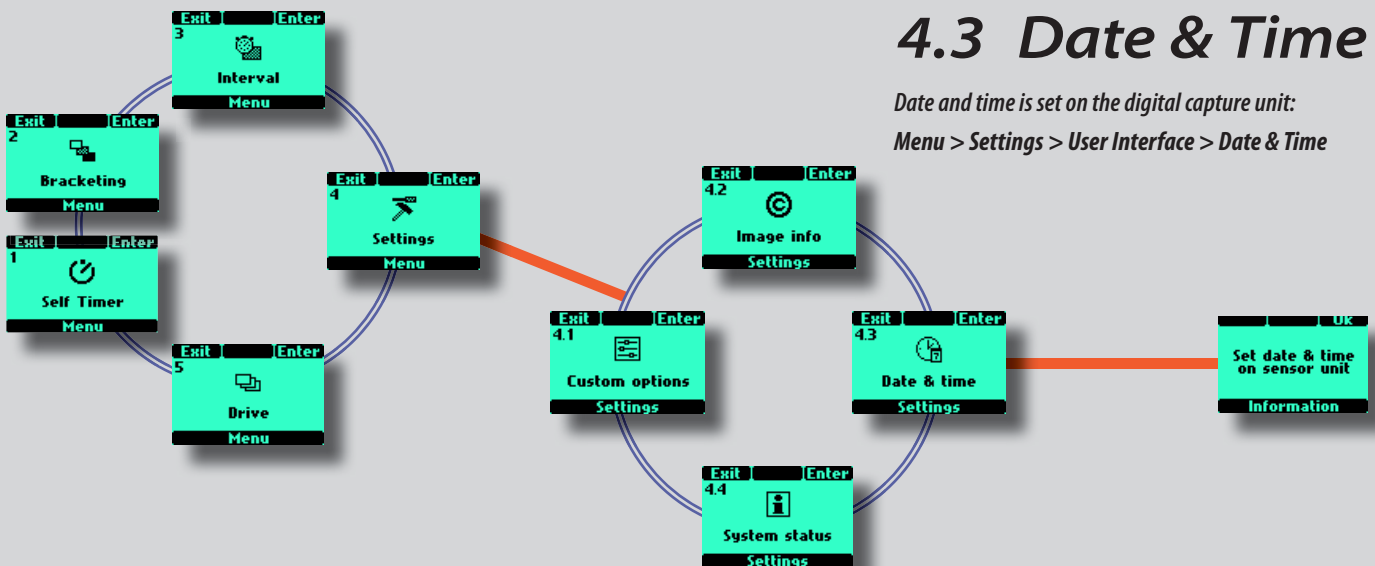 4.3 Date & Time
Date and time is set on the digital capture unit:
Menu > Settings > User Interface > Date & Time
Exit Enter
3
Interval
Menu
Exit Enter
2
Bracketing
Menu
Exit Enter
1
Self Timer
Menu
Exit Enter
4
Settings
Menu
Exit Enter
5
Drive
Menu
Exit Enter
4.2
Image info
Settings
Exit Enter
4.1
Custom options
Settings
Exit Enter
4.3
7
Date & time
Settings
Exit Enter
4.4
System status
Settings
Ok
Set date & time
on sensor unit
Information